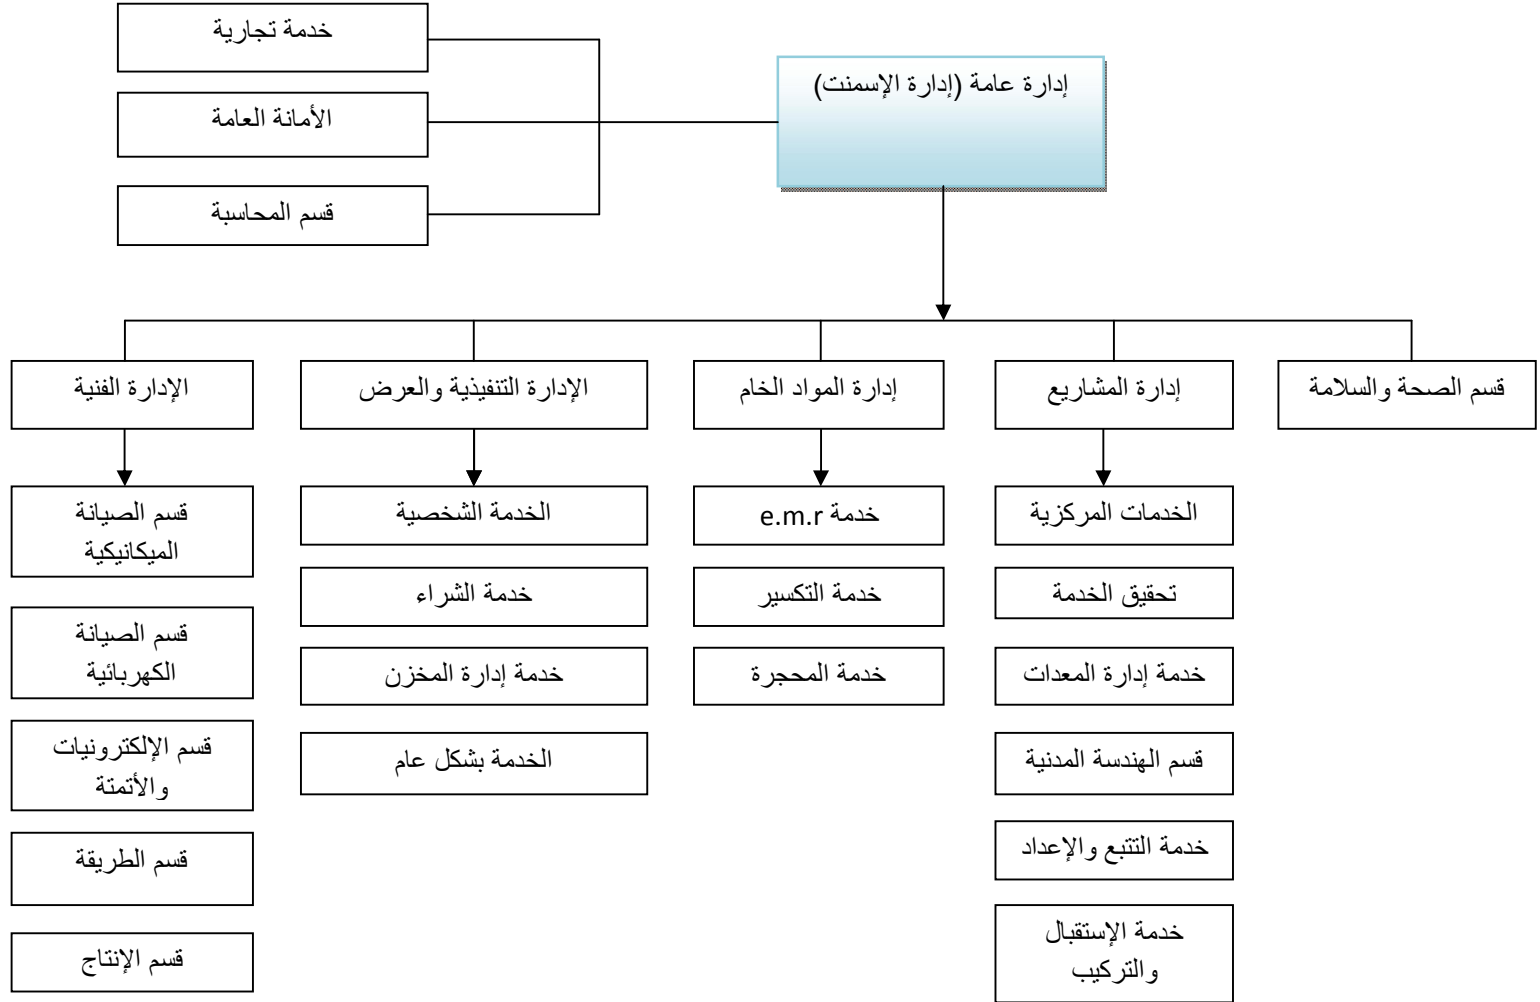 خدمة تجارية
إدارة عامة (إدارة الإسمنت)
الأمانة العامة
قسم المحاسبة
قسم الصحة والسلامة
إدارة المشاريع
إدارة المواد الخام
الإدارة التنفيذية والعرض
الإدارة الفنية
الخدمات المركزية
تحقيق الخدمة
خدمة إدارة المعدات
قسم الهندسة المدنية
خدمة التتبع والإعداد
خدمة الإستقبال
والتركيب
خدمة e.m.r
خدمة التكسير
خدمة المحجرة
الخدمة الشخصية
خدمة الشراء
خدمة إدارة المخزن
الخدمة بشكل عام
قسم الصيانة
الميكانيكية
قسم الصيانة
الكهربائية
قسم الإلكترونيات
والأتمتة
قسم الطريقة
قسم الإنتاج